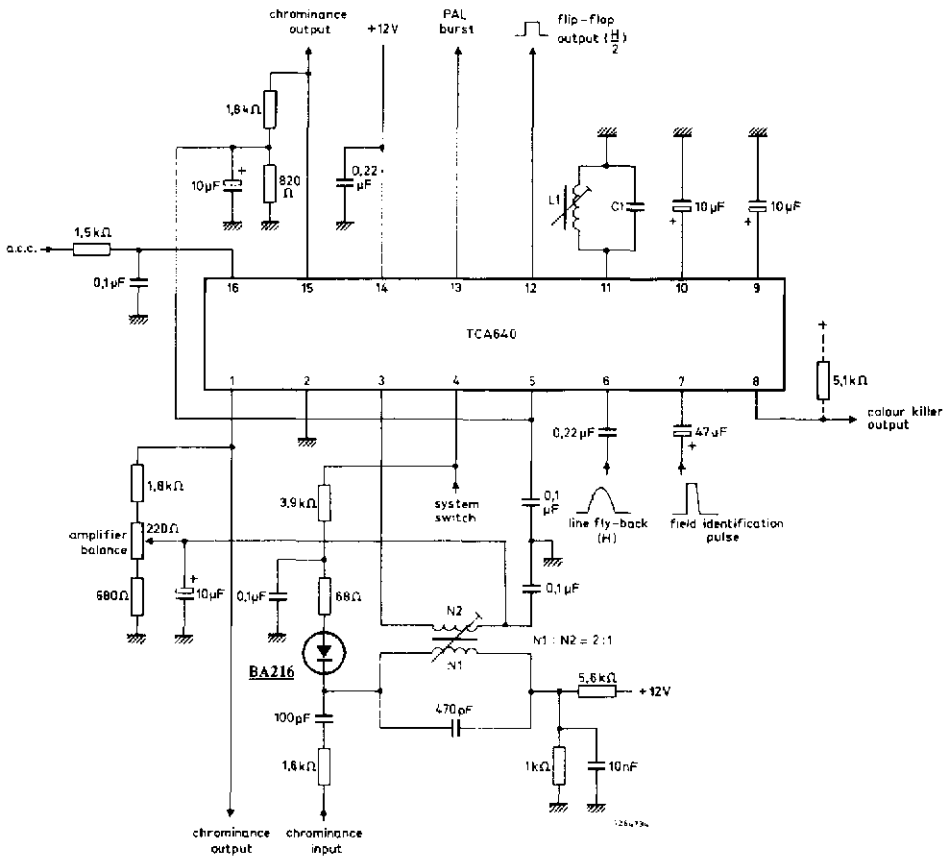 chrominance
output
+12V
PAL
burst
flip-flop
output (H/2)
1,8kΩ
+
10µF
820
Ω
0,22
µF
L1
C1
10µF
+
10µF
+
a.c.c.
1,5kΩ
0,1µF
16 15 14 13 12 11 10 9
TCA640
1 2 3 4 5 6 7 8
+
5,1kΩ
colour killer
output
0,22µF
47µF
+
1,8kΩ
3,9kΩ
system
switch
0,1
µF
line fly-back
(H)
field identification
pulse
amplifier
balance
220Ω
+
680Ω
10µF
0,1µF
68Ω
0,1µF
N2
N1 : N2 = 2:1
N1
BA216
5,6kΩ
+12V
470pF
100pF
1kΩ
10nF
1,6kΩ
chrominance
output
chrominance
input